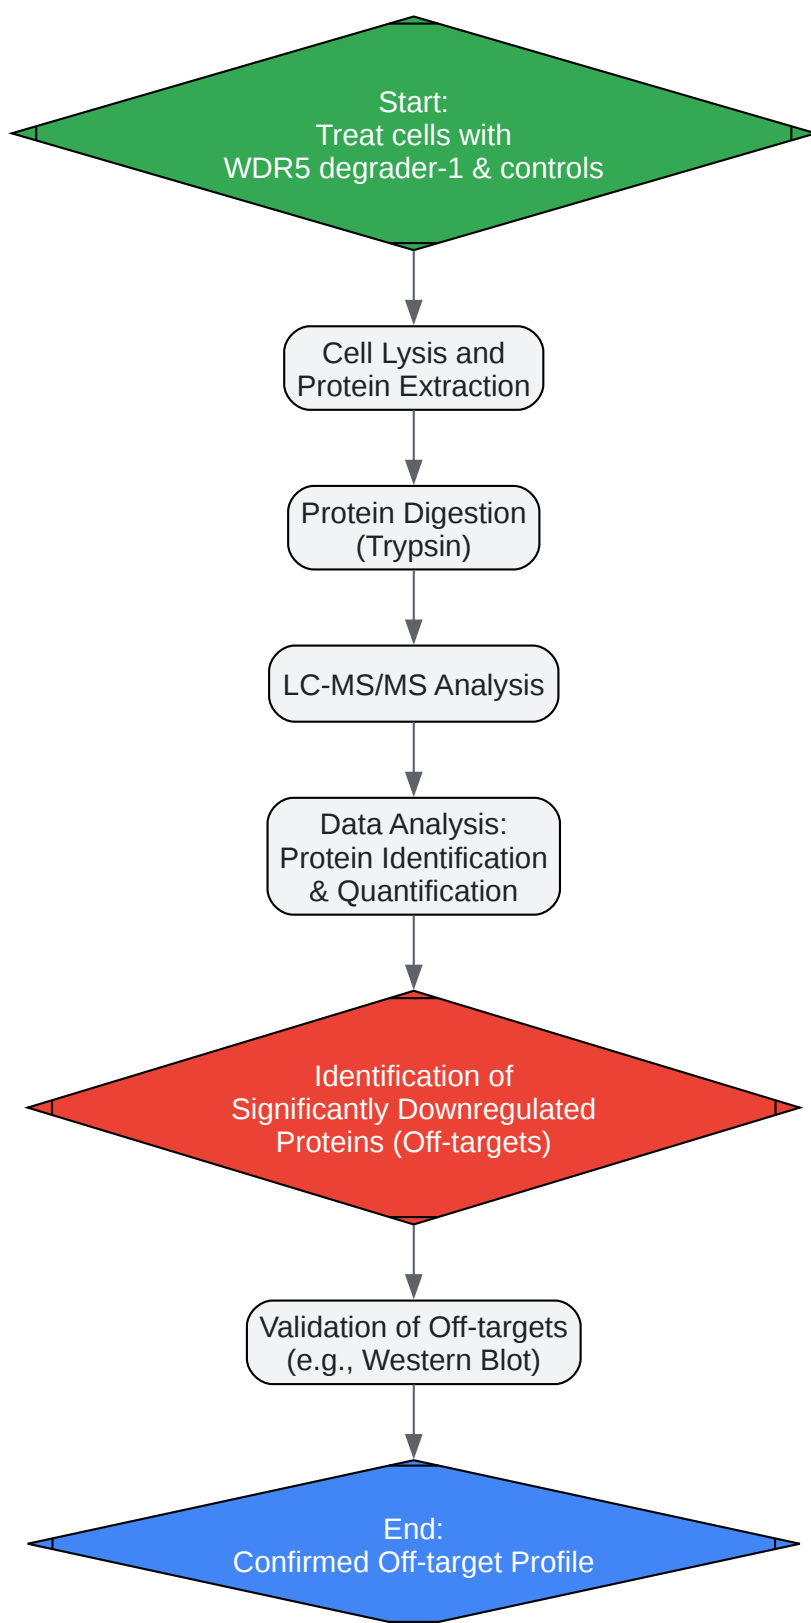 Start:
Treat cells with
WDR5 degrader-1 & controls
Cell Lysis and
Protein Extraction
Protein Digestion
(Trypsin)
LC-MS/MS Analysis
Data Analysis:
Protein Identification
& Quantification
Identification of
Significantly Downregulated
Proteins (Off-targets)
Validation of Off-targets
(e.g., Western Blot)
End:
Confirmed Off-target Profile